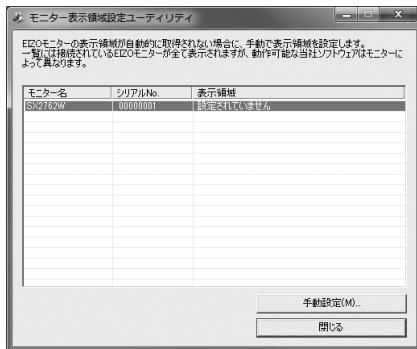 モニター表示領域設定ユーティリティ
EIZOモニターの表示領域が自動的に取得されない場合に、手動で表示領域を設定します。
一覧には接続されているEIZOモニターが全て表示されますが、動作可能な当社ソフトウェアはモニターに
よって異なります。
モニター名 シリアルNo. 表示領域
SX2762W 00000001 設定されていません
手動設定(M)...
閉じる